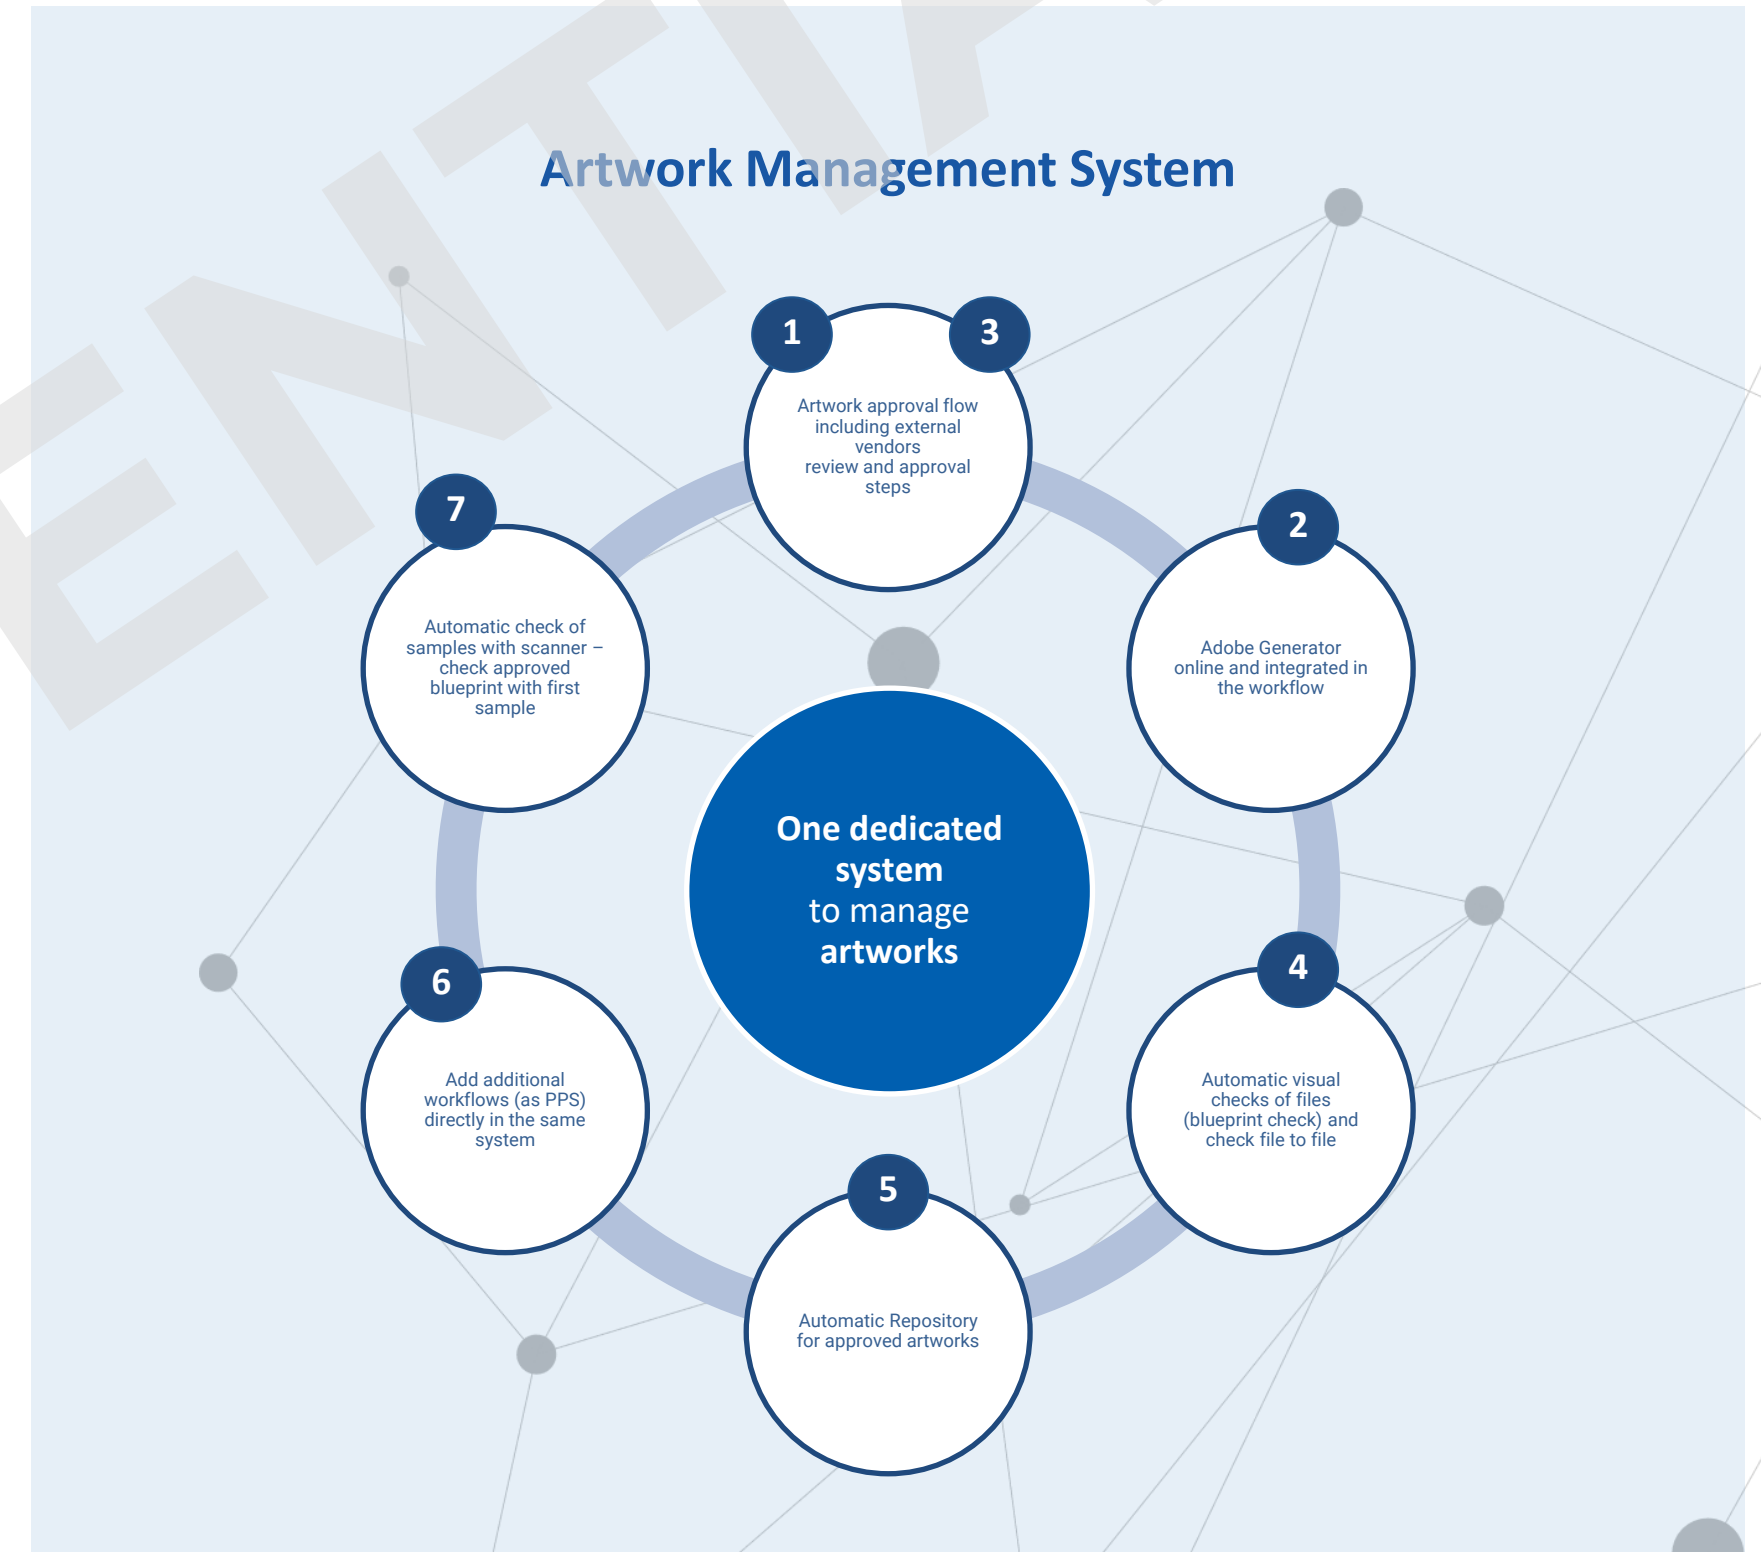 Artwork Management System
1
3
Artwork approval flow
including external
vendors
review and approval
steps
2
Adobe Generator
online and integrated in
the workflow
7
Automatic check of
samples with scanner –
check approved
blueprint with first
sample
One dedicated
system
to manage
artworks
4
Automatic visual
checks of files
(blueprint check) and
check file to file
6
Add additional
workflows (as PPS)
directly in the same
system
5
Automatic Repository
for approved artworks